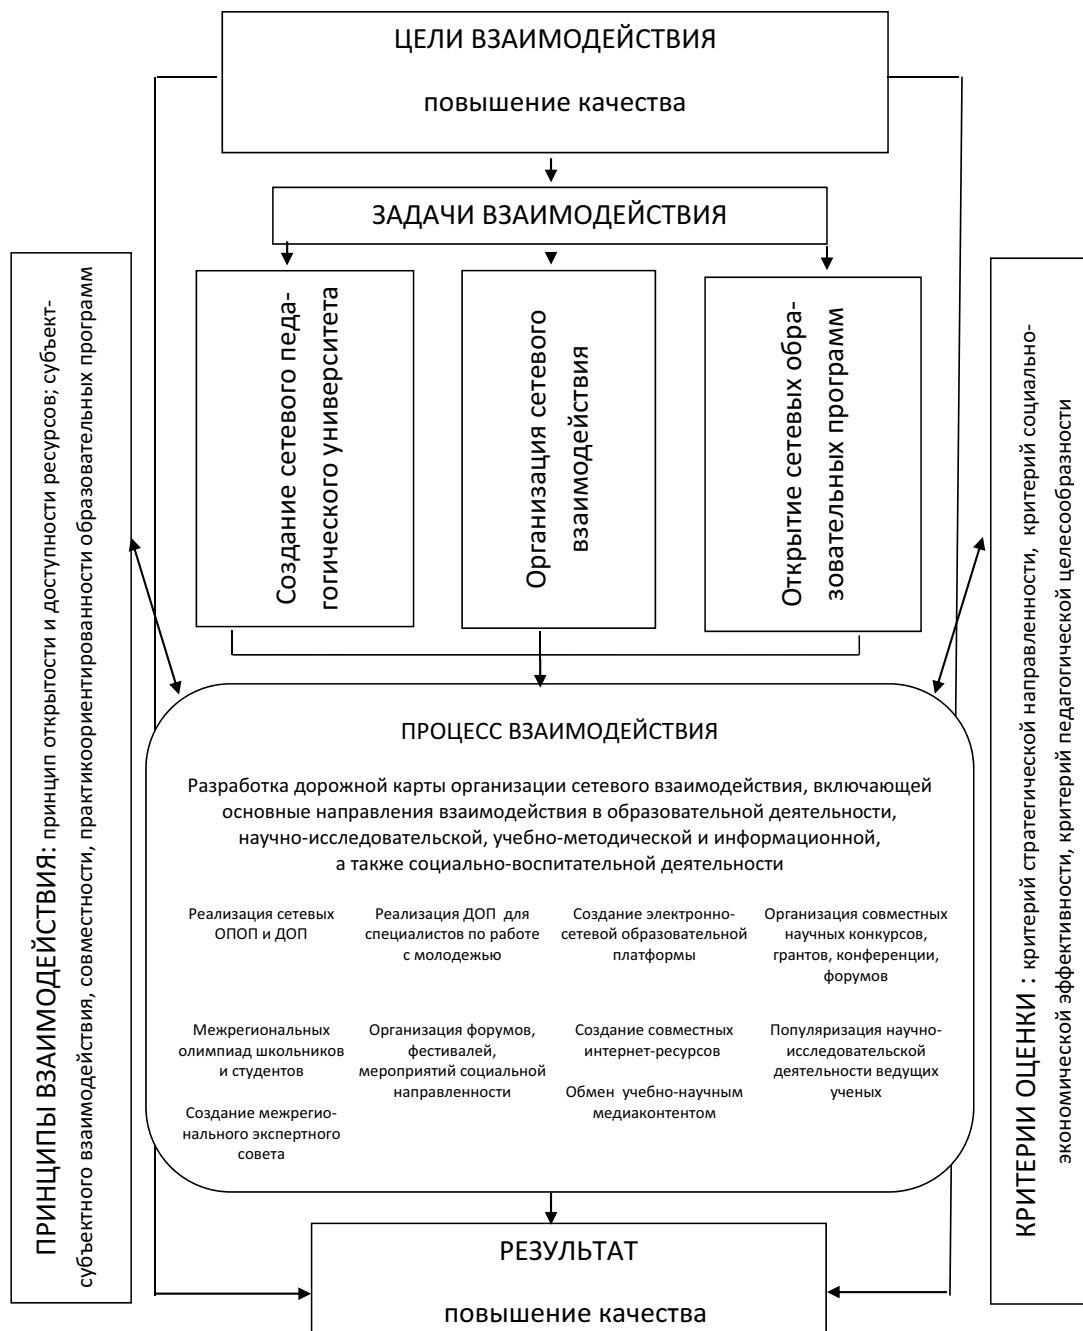 ЦЕЛИ ВЗАИМОДЕЙСТВИЯ
повышение качества
ЗАДАЧИ ВЗАИМОДЕЙСТВИЯ
Создание сетевого педа-
гогического университета
Организация сетевого
взаимодействия
Открытие сетевых обра-
зовательных программ
ПРИНЦИПЫ ВЗАИМОДЕЙСТВИЯ: принцип открытости и доступности ресурсов; субъект-
субъектного взаимодействия, совместности, практикоориентированности образовательных программ
ПРОЦЕСС ВЗАИМОДЕЙСТВИЯ
Разработка дорожной карты организации сетевого взаимодействия, включающей
основные направления взаимодействия в образовательной деятельности,
научно-исследовательской, учебно-методической и информационной,
а также социально-воспитательной деятельности
Реализация сетевых
ОПОП и ДОП
Реализация ДОП для
специалистов по работе
с молодежью
Создание электронно-
сетевой образовательной
платформы
Организация совместных
научных конкурсов,
грантов, конференции,
форумов
Межрегиональных
олимпиад школьников
и студентов
Создание межрегио-
нального экспертного
совета
Организация форумов,
фестивалей,
мероприятий социальной
направленности
Создание совместных
интернет-ресурсов
Обмен учебно-научным
медиаконтентом
Популяризация научно-
исследовательской
деятельности ведущих
ученых
КРИТЕРИИ ОЦЕНКИ : критерий стратегической направленности, критерий социально-
экономической эффективности, критерий педагогической целесообразности
РЕЗУЛЬТАТ
повышение качества